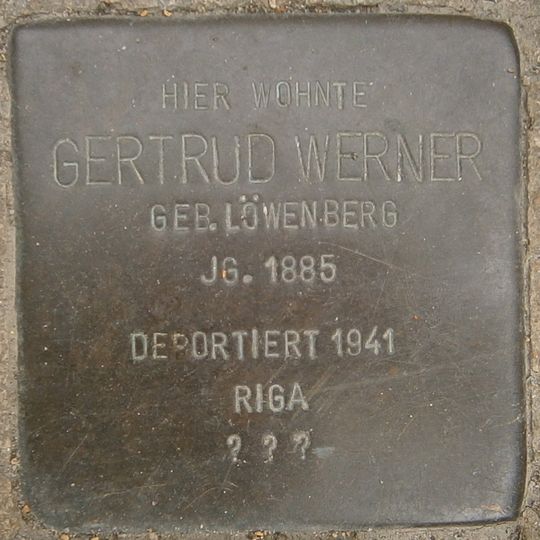 HIER WOHNTE
GERTRUD WERNER
GEB. LÖWENBERG
JG. 1885
DEPORTIERT 1941
RIGA
? ? ?